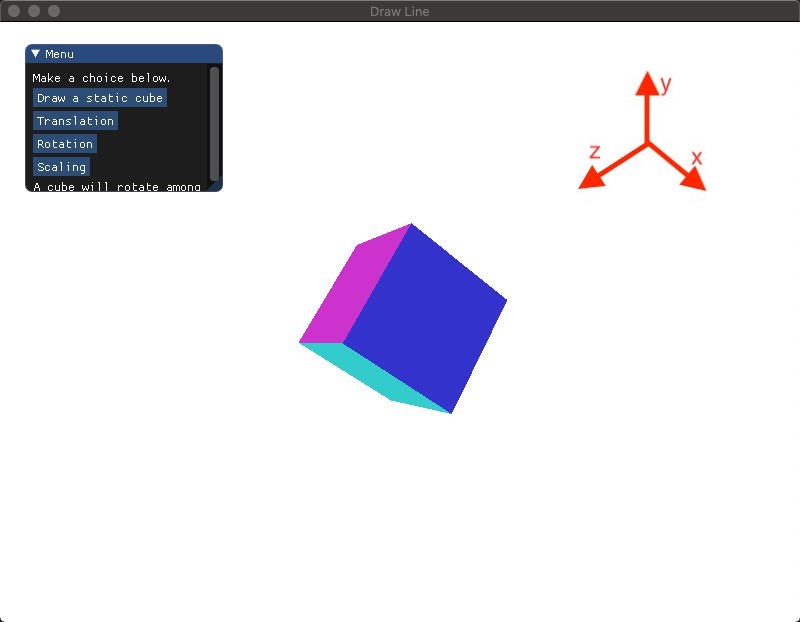 Draw Line
Menu
Make a choice below.
Draw a static cube
Translation
Rotation
Scaling
A cube will rotate among
y
z
x